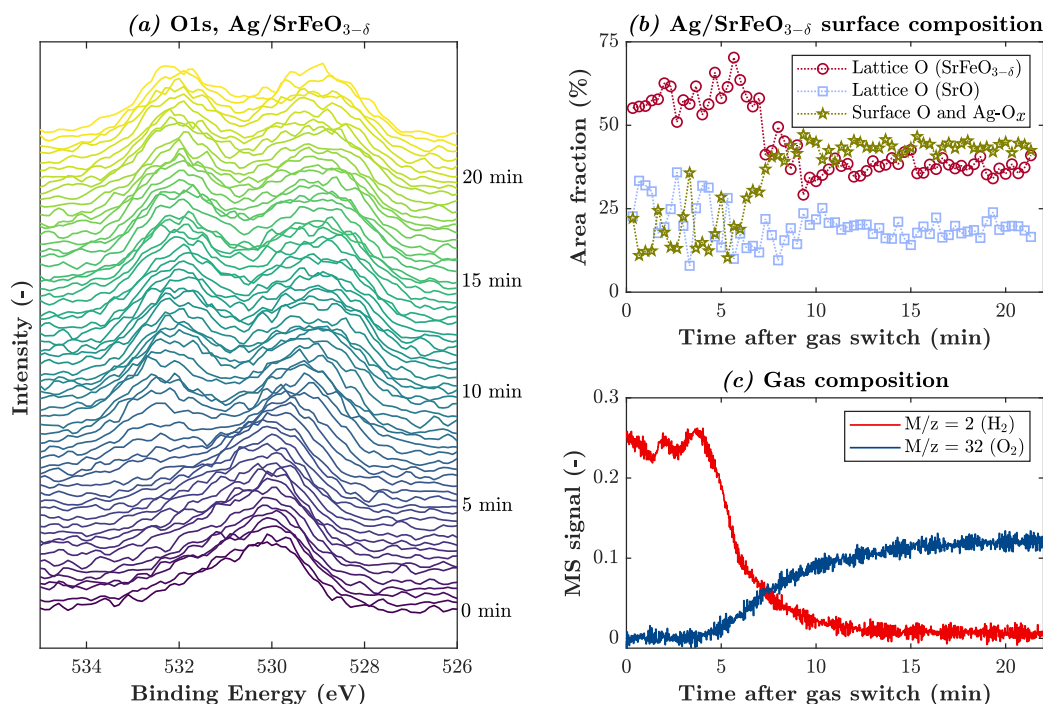 (a) O1s, Ag/SrFeO₃₋δ
Intensity (-)
20 min
15 min
10 min
5 min
0 min
534 532 530 528 526
Binding Energy (eV)
(b) Ag/SrFeO₃₋δ surface composition
Area fraction (%)
75
50
25
0
Lattice O (SrFeO₃₋δ)
Lattice O (SrO)
Surface O and Ag-Oₓ
0 5 10 15 20
Time after gas switch (min)
(c) Gas composition
MS signal (-)
0.3
0.2
0.1
0
M/z = 2 (H₂)
M/z = 32 (O₂)
0 5 10 15 20
Time after gas switch (min)